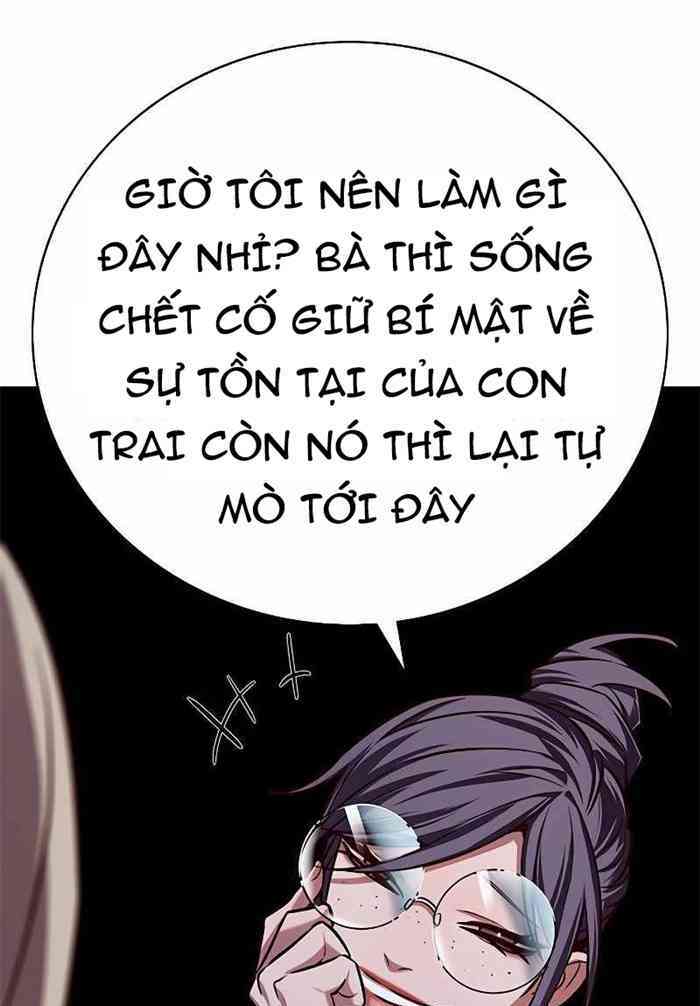 GIỜ TÔI NÊN LÀM GÌ
ĐÂY NHỈ? BÀ THÌ SỐNG
CHẾT CỐ GIỮ BÍ MẬT VỀ
SỰ TỒN TẠI CỦA CON
TRAI CÒN NÓ THÌ LẠI TỰ
MÒ TỚI ĐÂY